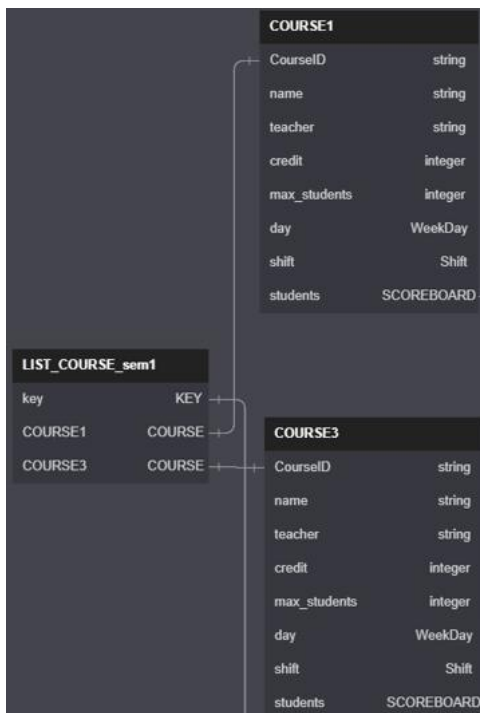 COURSE1
CourseID string
name string
teacher string
credit integer
max_students integer
day WeekDay
shift Shift
students SCOREBOARD
LIST_COURSE_sem1
key KEY
COURSE1 COURSE
COURSE3 COURSE
COURSE3
CourseID string
name string
teacher string
credit integer
max_students integer
day WeekDay
shift Shift
students SCOREBOARD